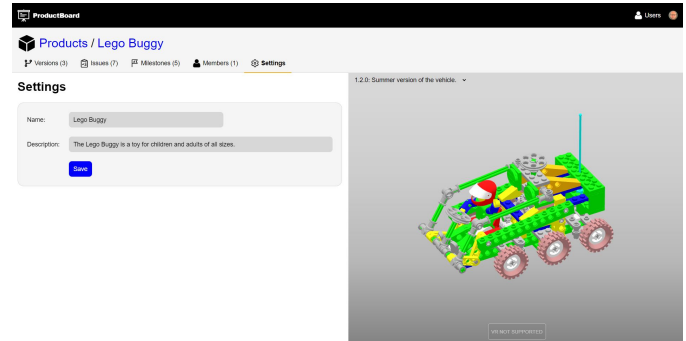 ProductBoard
Users
Products / Lego Buggy
Versions (3) Issues (7) Milestones (5) Members (1) Settings
Settings
Name: Lego Buggy
Description: The Lego Buggy is a toy for children and adults of all sizes.
Save
1.2.0: Summer version of the vehicle.
VR NOT SUPPORTED